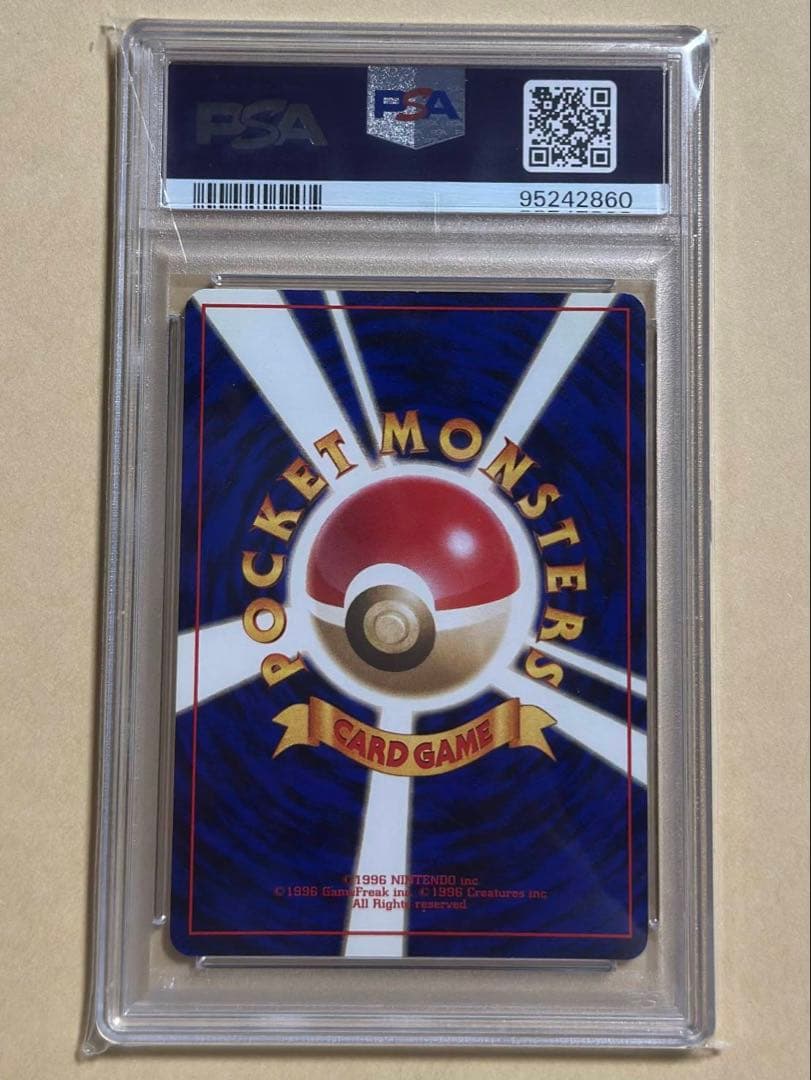 PSA
PSA
95242860
POCKET MONSTERS
CARD GAME
©1996 NINTENDO inc
©1996 GameFreak inc. ©1996 Creatures inc
All Rights reserved